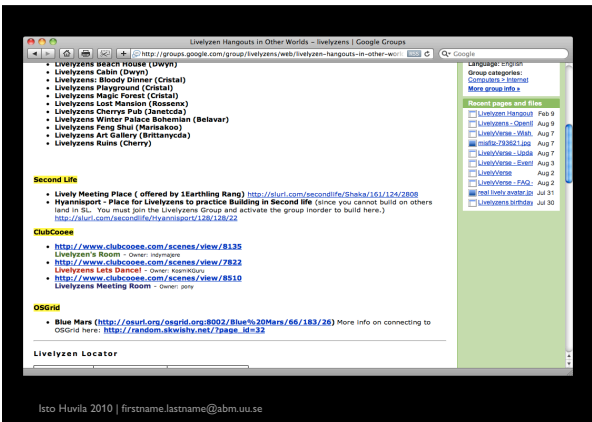 Livelyzen Hangouts in Other Worlds – livelyzens | Google Groups
http://groups.google.com/group/livelyzens/web/livelyzen-hangouts-in-other-worl
RSS
Google
Livelyzens Beach House (Dwyn)
Livelyzens Cabin (Dwyn)
Livelyzens: Bloody Dinner (Cristal)
Livelyzens Playground (Cristal)
Livelyzens Magic Forest (Cristal)
Livelyzens Lost Mansion (Rossenx)
Livelyzens Cherrys Pub (Janetcda)
Livelyzens Winter Palace Bohemian (Belavar)
Livelyzens Feng Shui (Marisakoo)
Livelyzens Art Gallery (Brittanycda)
Livelyzens Ruins (Cherry)
Second Life
Lively Meeting Place ( offered by 1Earthling Rang) http://slurl.com/secondlife/Shaka/161/124/2808
Hyannisport - Place for Livelyzens to practice Building in Second life (since you cannot build on others
land in SL. You must join the Livelyzens Group and activate the group inorder to build here.)
http://slurl.com/secondlife/Hyannisport/128/128/22
ClubCooee
http://www.clubcooee.com/scenes/view/8135
Livelyzen's Room - Owner: indymajere
http://www.clubcooee.com/scenes/view/7822
Livelyzens Lets Dance! - Owner: KosmiKGuru
http://www.clubcooee.com/scenes/view/8510
Livelyzens Meeting Room - Owner: pony
OSGrid
Blue Mars (http://osurl.org/osgrid.org:8002/Blue%20Mars/66/183/26) More Info on connecting to
OSGrid here: http://random.skwishy.net/?page_id=32
Livelyzen Locator
Language: English
Group categories:
Computers > Internet
More group info »
Recent pages and files
Livelyzen Hangout Feb 9
Livelyzens - OpenI Aug 9
LivelyVerse - Wish Aug 7
misfitz-793621.jpg Aug 7
LivelyVerse - Upda Aug 7
LivelyVerse - Event Aug 3
LivelyVerse Aug 2
LivelyVerse - FAQ - Aug 2
real lively avatar.jp Jul 31
Livelyzens birthday Jul 30
Isto Huvila 2010 | firstname.lastname@abm.uu.se